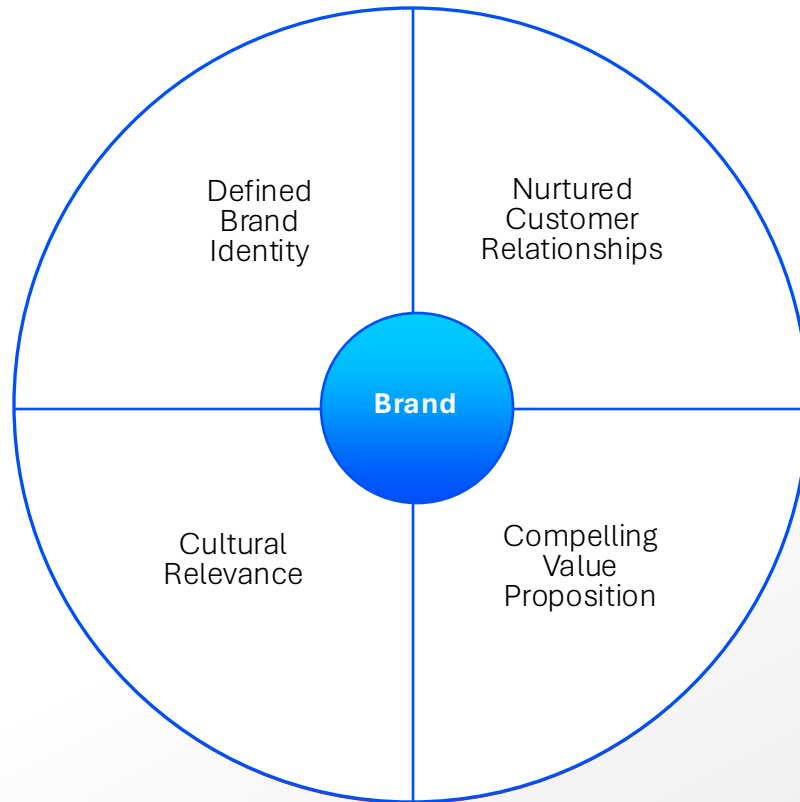 Defined
Brand
Identity
Nurtured
Customer
Relationships
Brand
Cultural
Relevance
Compelling
Value
Proposition